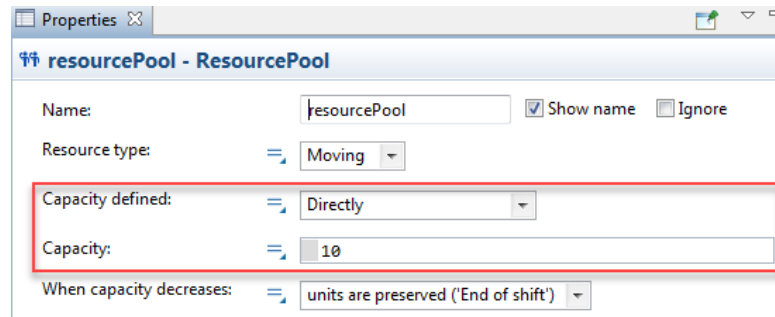 Properties
resourcePool - ResourcePool
Name: resourcePool Show name Ignore
Resource type: Moving
Capacity defined: Directly
Capacity: 10
When capacity decreases: units are preserved ('End of shift')